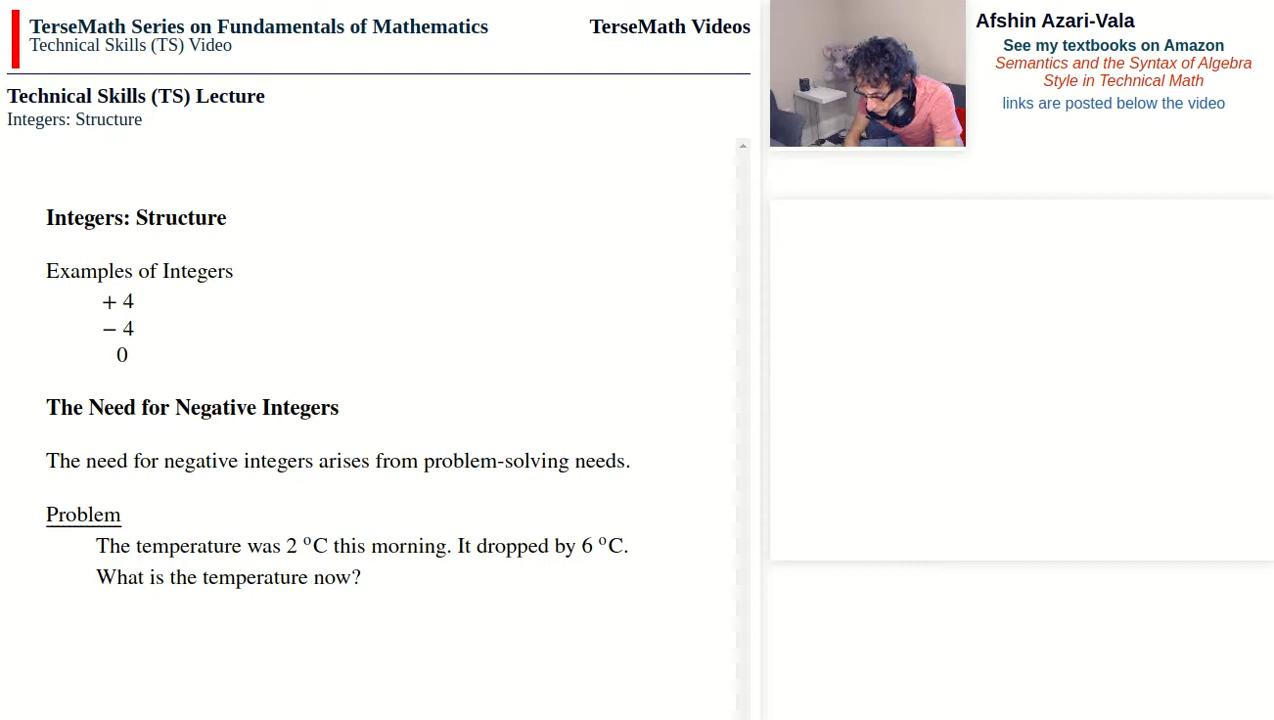 TerseMath Series on Fundamentals of Mathematics
Technical Skills (TS) Video
TerseMath Videos
Technical Skills (TS) Lecture
Integers: Structure
Integers: Structure
Examples of Integers
+ 4
− 4
0
The Need for Negative Integers
The need for negative integers arises from problem-solving needs.
Problem
The temperature was 2 °C this morning. It dropped by 6 °C.
What is the temperature now?
Afshin Azari-Vala
See my textbooks on Amazon
Semantics and the Syntax of Algebra
Style in Technical Math
links are posted below the video